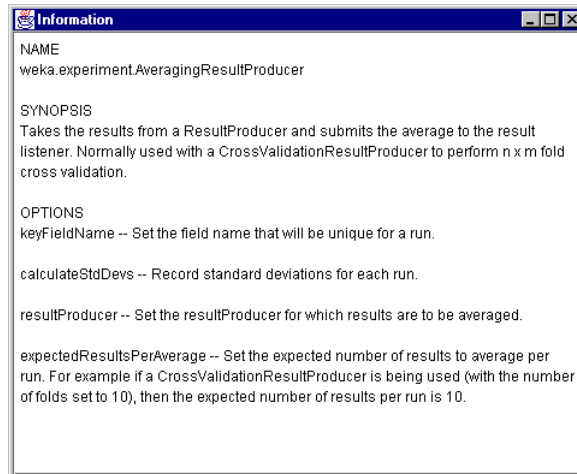 Information
NAME
weka.experiment.AveragingResultProducer
SYNOPSIS
Takes the results from a ResultProducer and submits the average to the result
listener. Normally used with a CrossValidationResultProducer to perform n x m fold
cross validation.
OPTIONS
keyFieldName -- Set the field name that will be unique for a run.
calculateStdDevs -- Record standard deviations for each run.
resultProducer -- Set the resultProducer for which results are to be averaged.
expectedResultsPerAverage -- Set the expected number of results to average per
run. For example if a CrossValidationResultProducer is being used (with the number
of folds set to 10), then the expected number of results per run is 10.